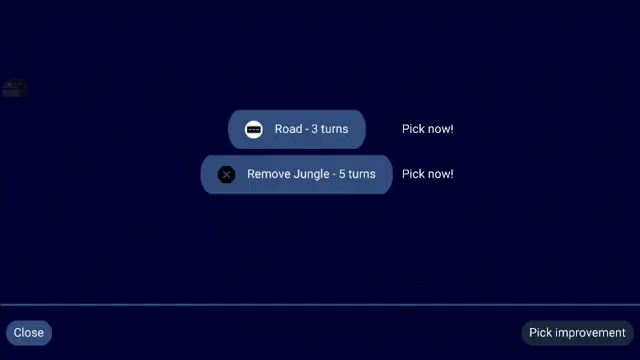 Road - 3 turns Pick now!
Remove Jungle - 5 turns Pick now!
Close Pick improvement